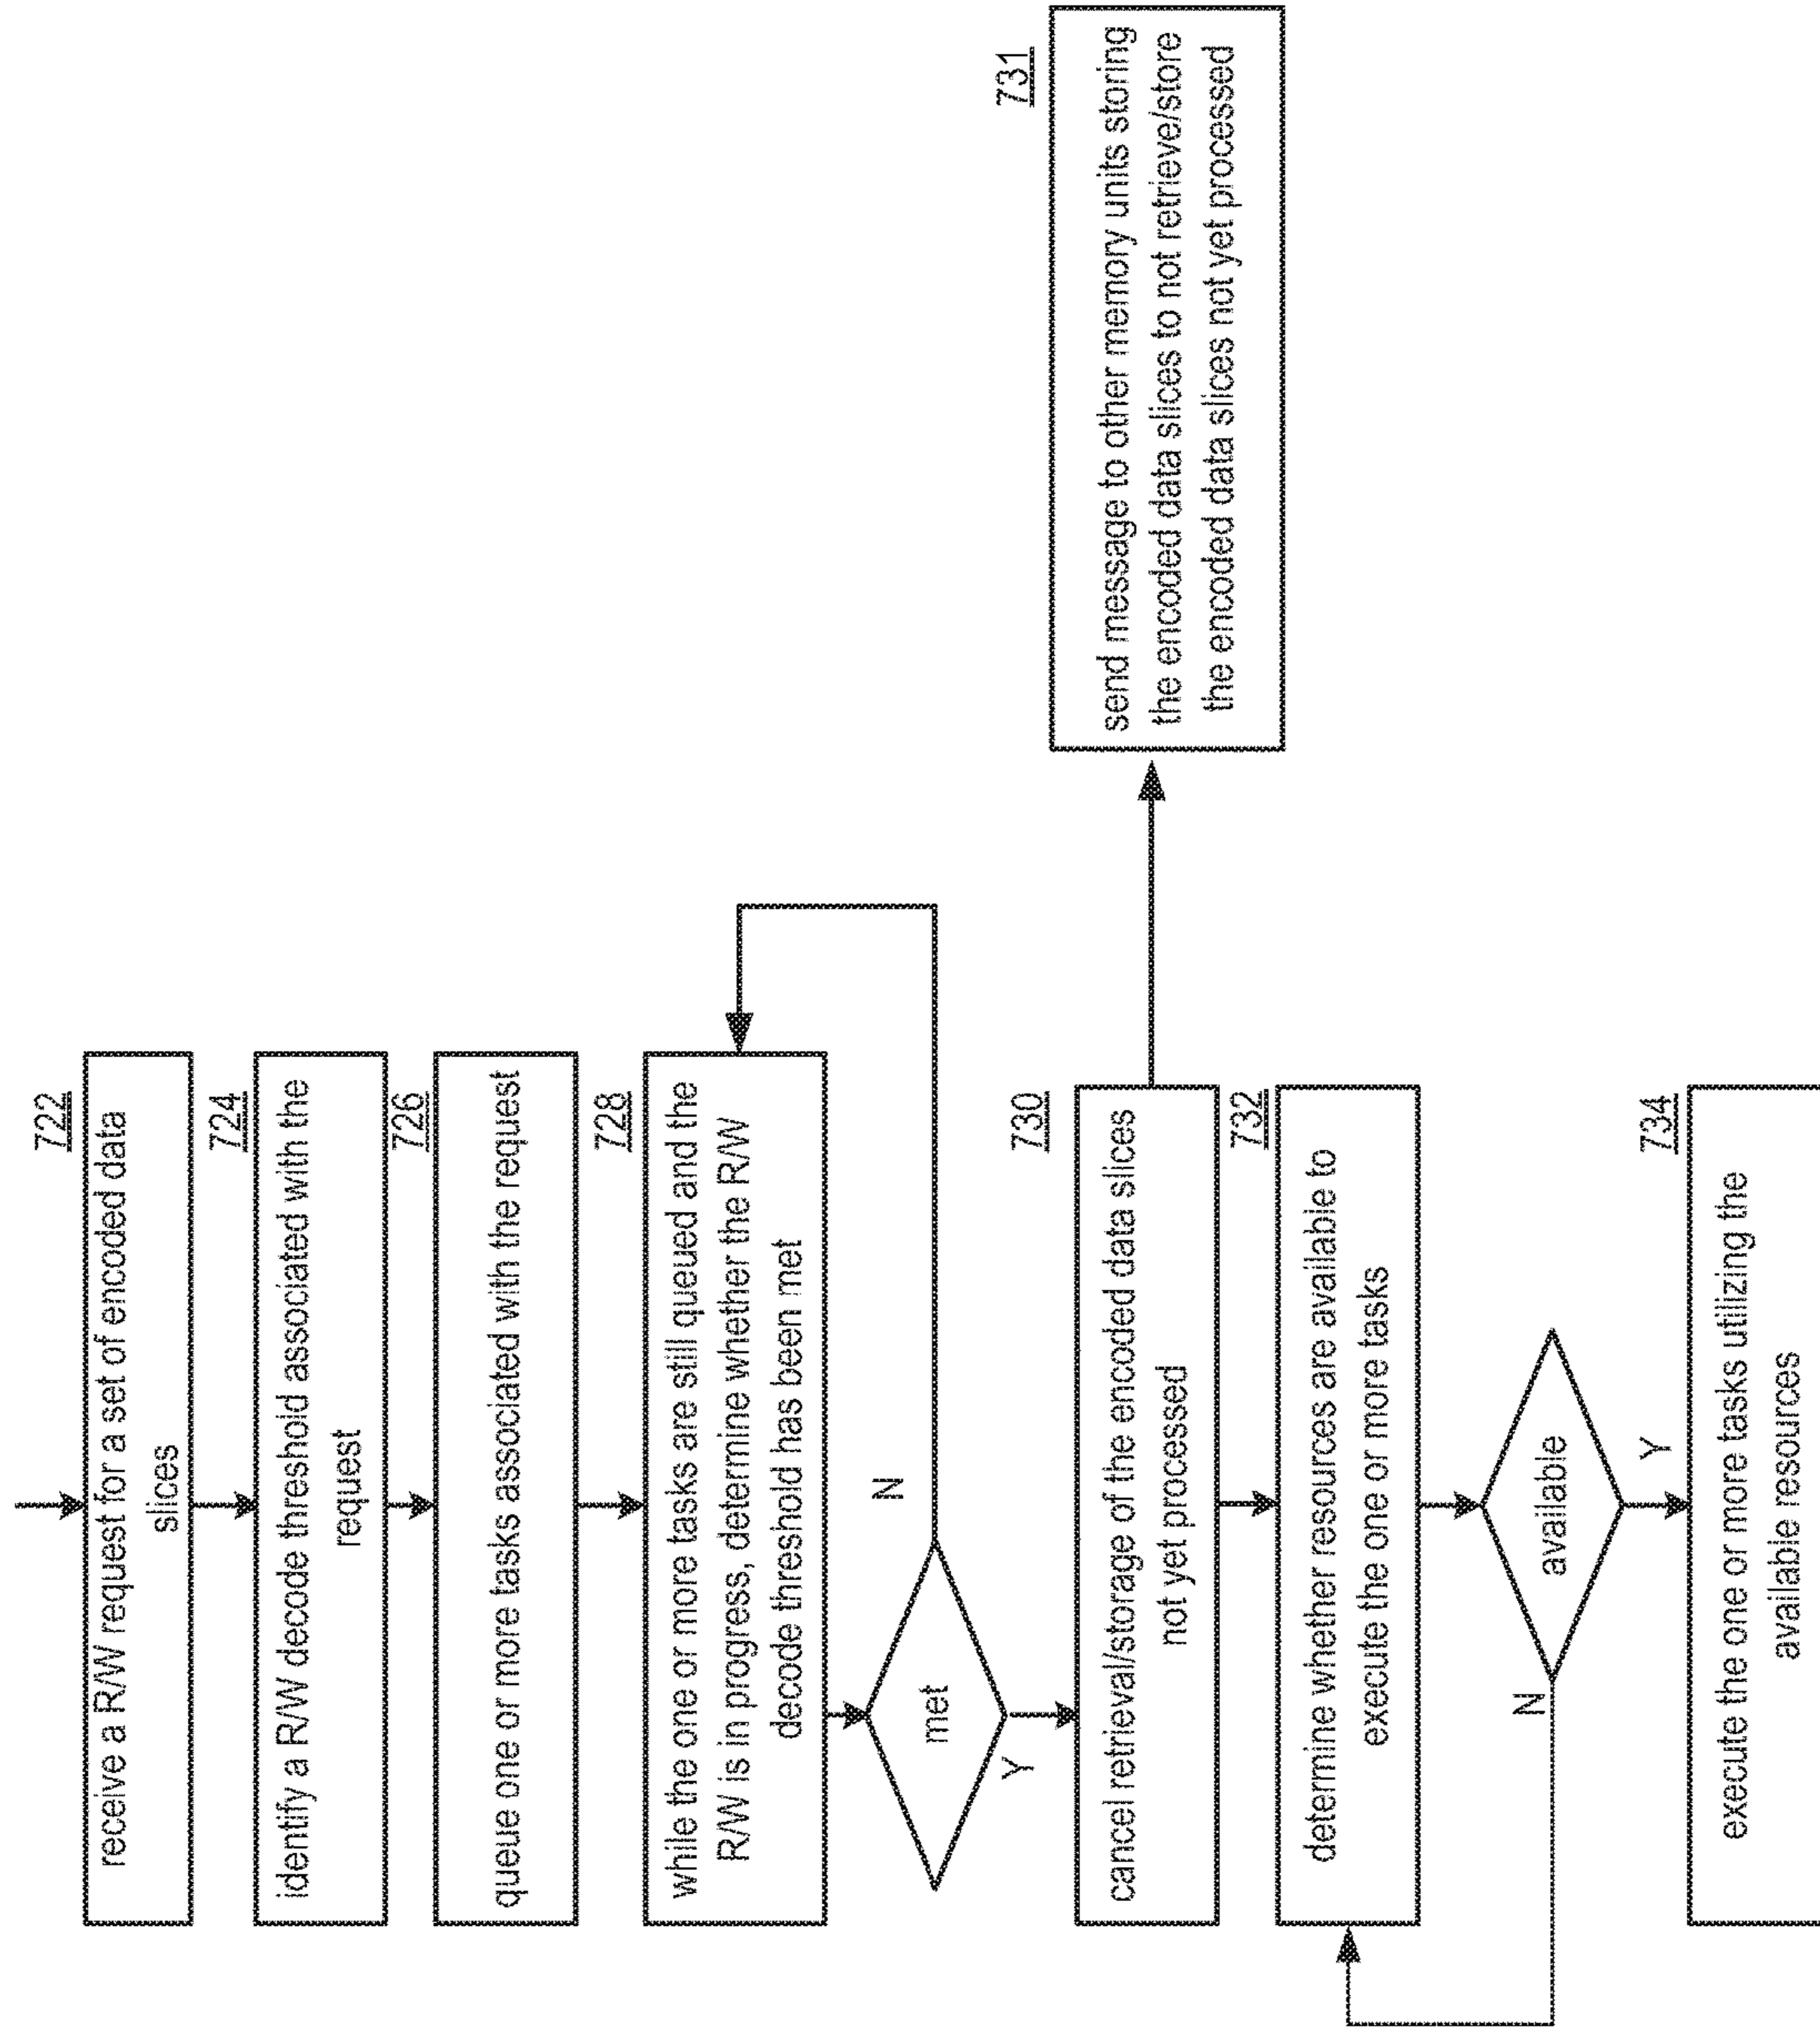 722
receive a R/W request for a set of encoded data
slices
724
identify a R/W decode threshold associated with the
request
726
queue one or more tasks associated with the request
728
while the one or more tasks are still queued and the
R/W is in progress, determine whether the R/W
decode threshold has been met
met
N
Y
730
cancel retrieval/storage of the encoded data slices
not yet processed
731
send message to other memory units storing
the encoded data slices to not retrieve/store
the encoded data slices not yet processed
732
determine whether resources are available to
execute the one or more tasks
available
N
Y
734
execute the one or more tasks utilizing the
available resources